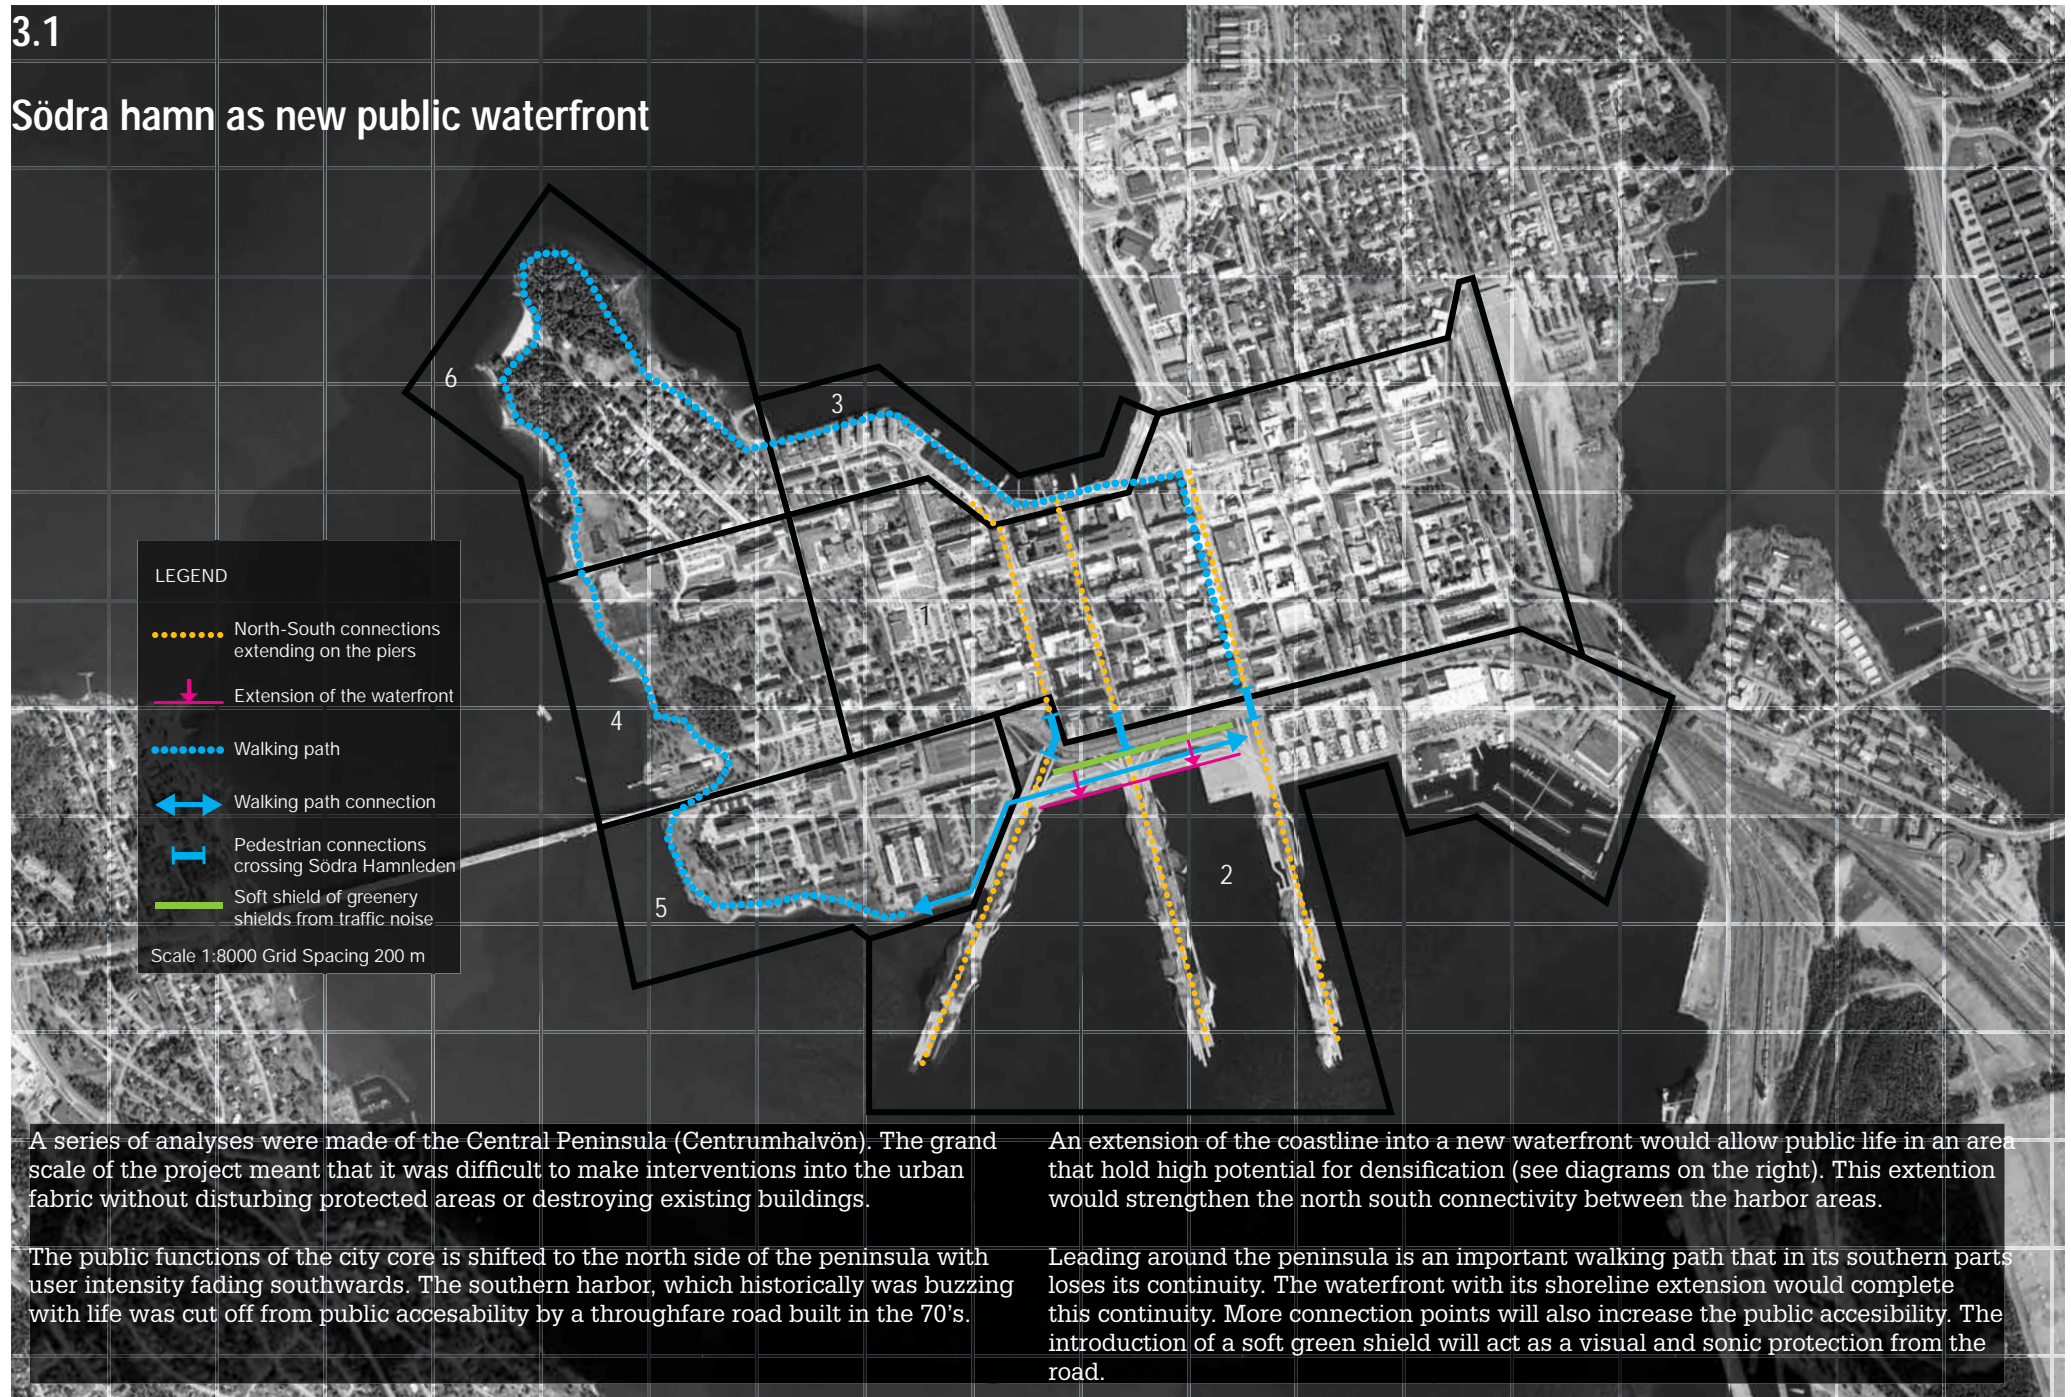 3.1
Södra hamn as new public waterfront
6
3
1
4
2
5
LEGEND
North-South connections
extending on the piers
Extension of the waterfront
Walking path
Walking path connection
Pedestrian connections
crossing Södra Hamnleden
Soft shield of greenery
shields from traffic noise
Scale 1:8000 Grid Spacing 200 m
A series of analyses were made of the Central Peninsula (Centrumhalvön). The grand
scale of the project meant that it was difficult to make interventions into the urban
fabric without disturbing protected areas or destroying existing buildings.
The public functions of the city core is shifted to the north side of the peninsula with
user intensity fading southwards. The southern harbor, which historically was buzzing
with life was cut off from public accesability by a throughfare road built in the 70's.
An extension of the coastline into a new waterfront would allow public life in an area
that hold high potential for densification (see diagrams on the right). This extention
would strengthen the north south connectivity between the harbor areas.
Leading around the peninsula is an important walking path that in its southern parts
loses its continuity. The waterfront with its shoreline extension would complete
this continuity. More connection points will also increase the public accesibility. The
introduction of a soft green shield will act as a visual and sonic protection from the
road.